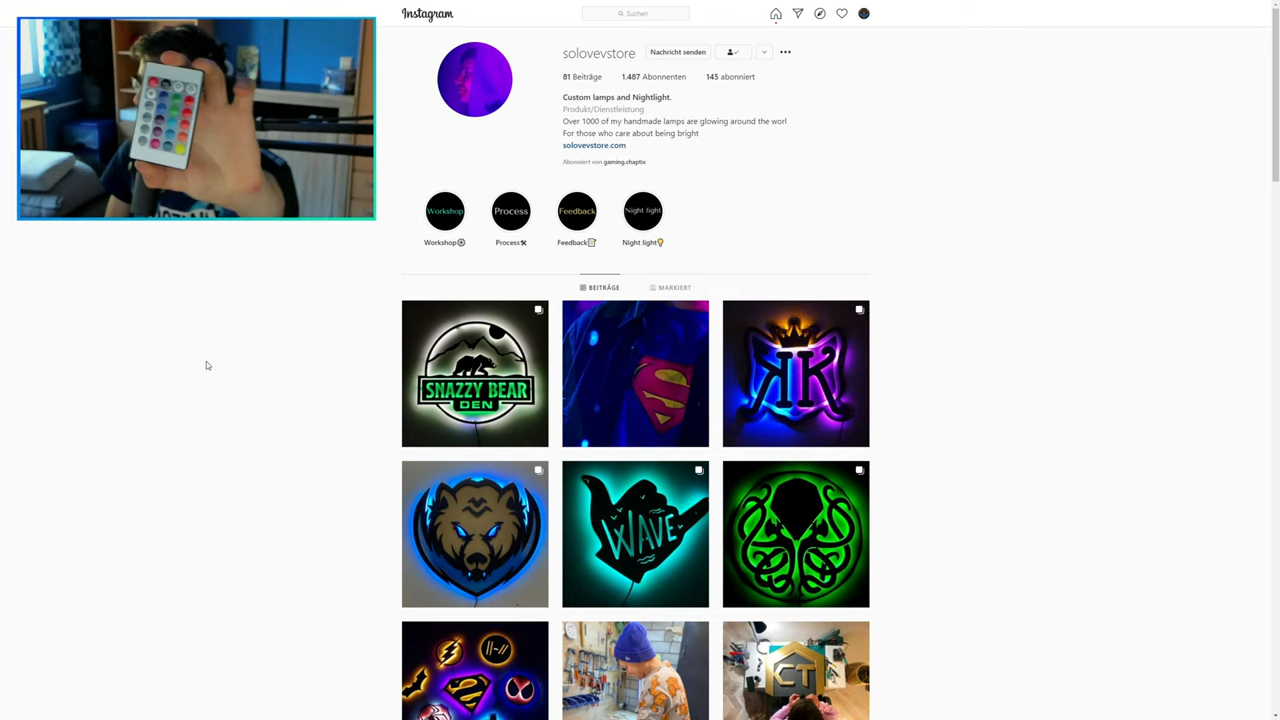 Instagram
Suchen
solovevstore
Nachricht senden
81 Beiträge
1.487 Abonnenten
145 abonniert
Custom lamps and Nightlight.
Produkt/Dienstleistung
Over 1000 of my handmade lamps are glowing around the worl
For those who care about being bright
solovevstore.com
Abonniert von gaming.chaptix
Workshop
Process
Feedback
Night light
Workshop
Process
Feedback
Night light
BEITRÄGE
MARKIERT
SNAZZY BEAR
DEN
S
KK
WAVE
S
CT